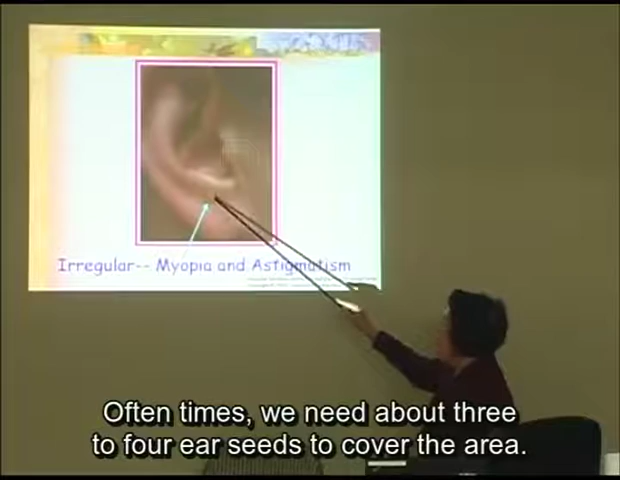 Irregular-- Myopia and Astigmatism
Often times, we need about three
to four ear seeds to cover the area.